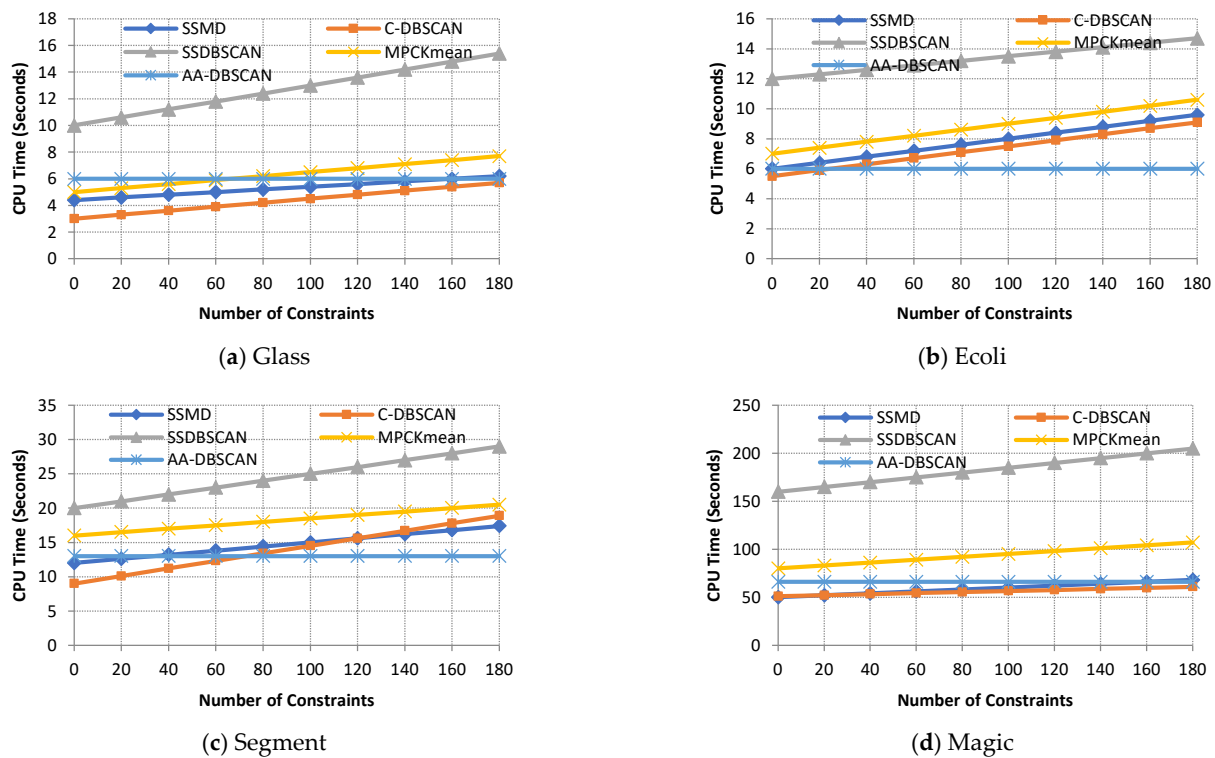 SSMD C-DBSCAN
SSDBSCAN MPCKmean
AA-DBSCAN
CPU Time (Seconds)
18
16
14
12
10
8
6
4
2
0
0 20 40 60 80 100 120 140 160 180
Number of Constraints
(a) Glass
SSMD C-DBSCAN
SSDBSCAN MPCKmean
AA-DBSCAN
CPU Time (Seconds)
16
14
12
10
8
6
4
2
0
0 20 40 60 80 100 120 140 160 180
Number of Constraints
(b) Ecoli
SSMD C-DBSCAN
SSDBSCAN MPCKmean
AA-DBSCAN
CPU Time (Seconds)
35
30
25
20
15
10
5
0
0 20 40 60 80 100 120 140 160 180
Number of Constraints
(c) Segment
SSMD C-DBSCAN
SSDBSCAN MPCKmean
AA-DBSCAN
CPU Time (Seconds)
250
200
150
100
50
0
0 20 40 60 80 100 120 140 160 180
Number of Constraints
(d) Magic